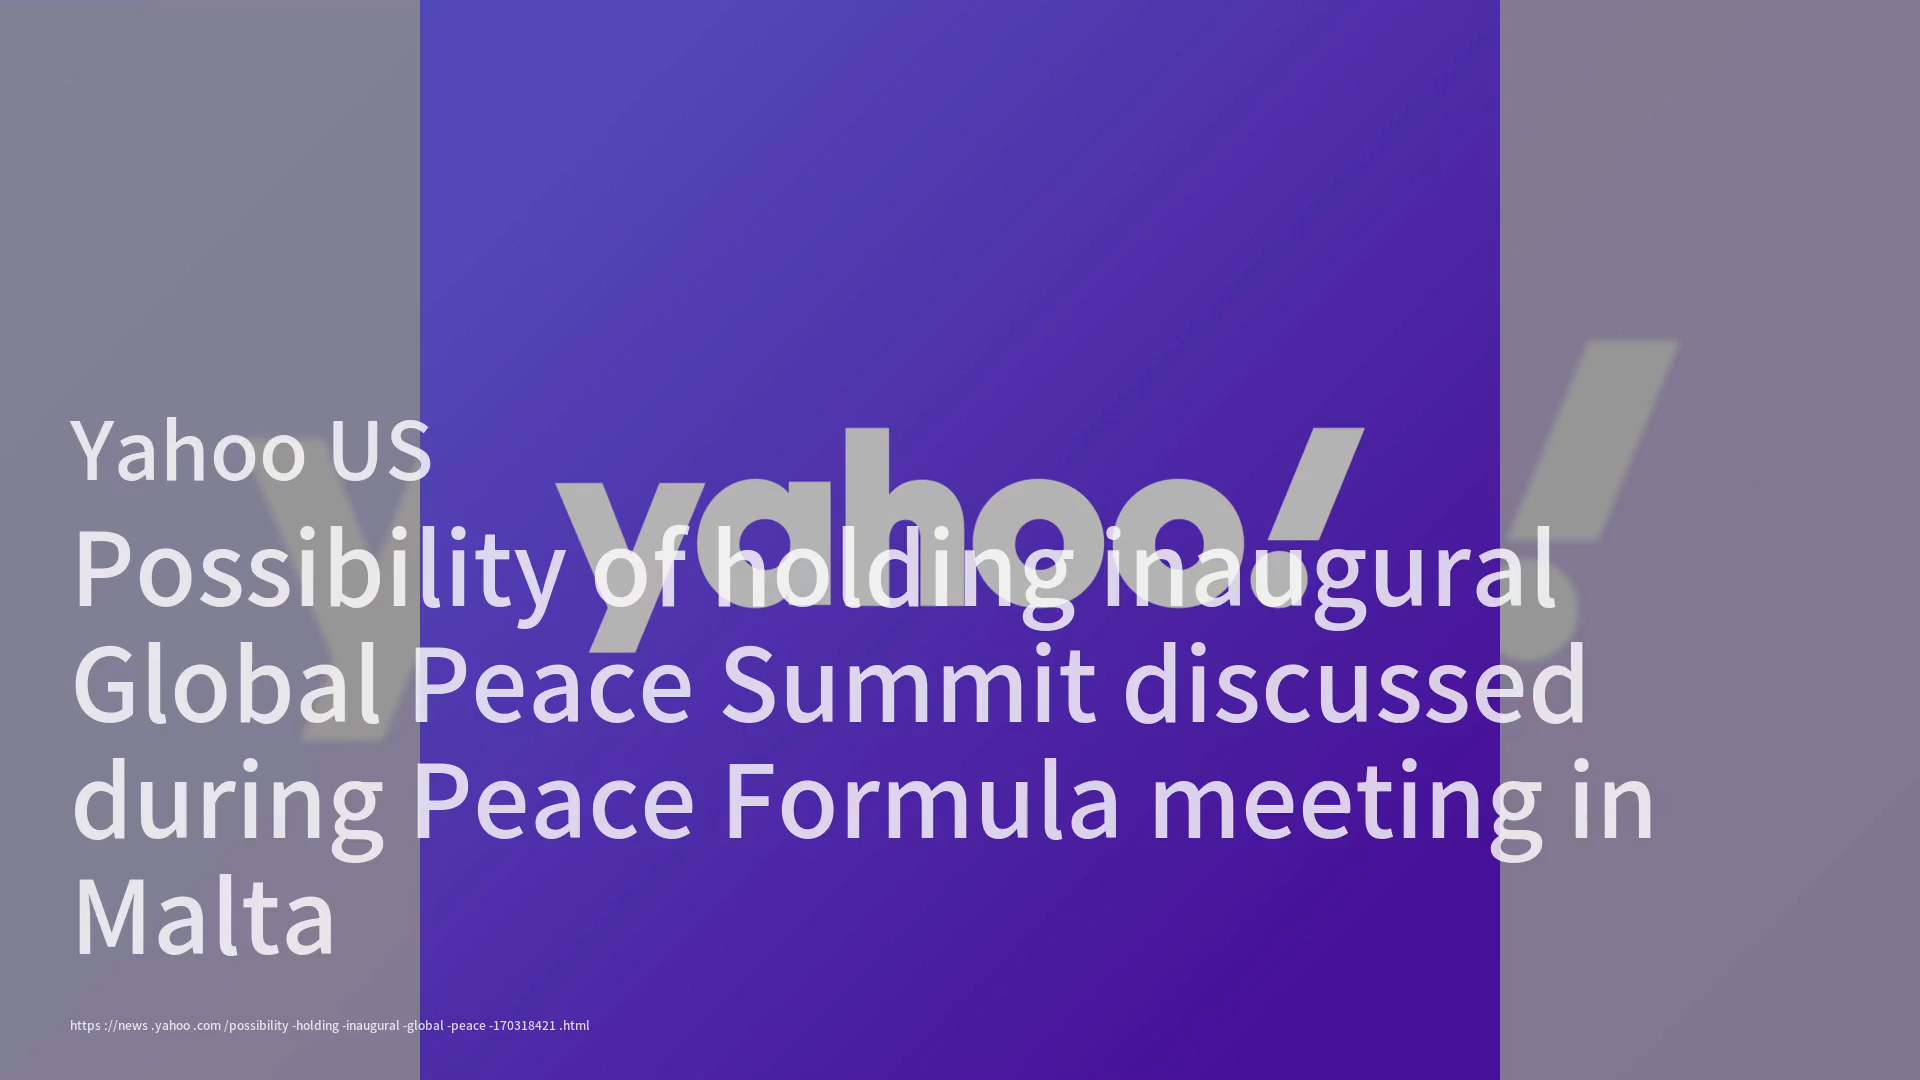 yahoo!
Yahoo US
Possibility of holding inaugural
Global Peace Summit discussed
during Peace Formula meeting in
Malta
https ://news .yahoo .com /possibility -holding -inaugural -global -peace -170318421 .html